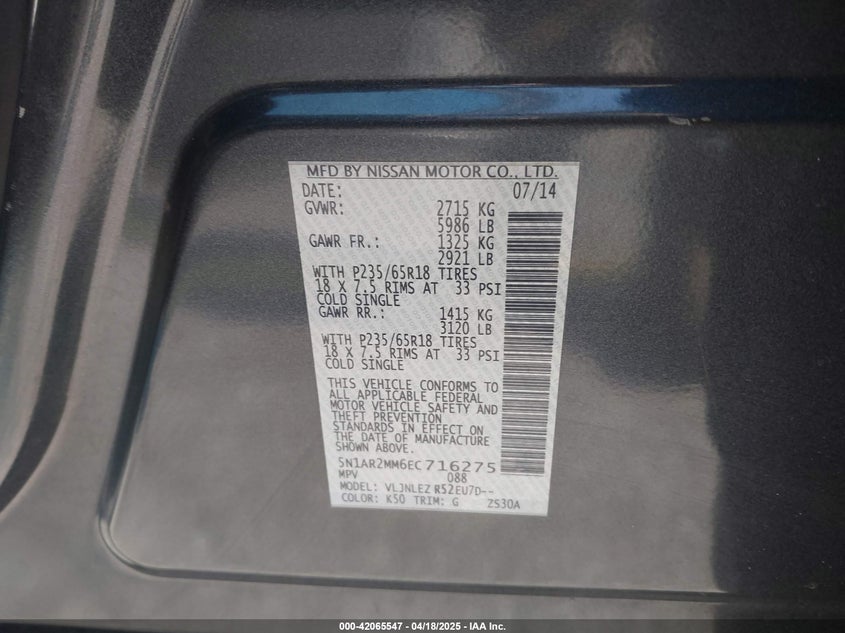 MFD BY NISSAN MOTOR CO., LTD.
DATE: 07/14
GVWR: 2715 KG
5986 LB
GAWR FR.: 1325 KG
2921 LB
WITH P235/65R18 TIRES
18 X 7.5 RIMS AT 33 PSI
COLD SINGLE
GAWR RR.: 1415 KG
3120 LB
WITH P235/65R18 TIRES
18 X 7.5 RIMS AT 33 PSI
COLD SINGLE
THIS VEHICLE CONFORMS TO
ALL APPLICABLE FEDERAL
MOTOR VEHICLE SAFETY AND
THEFT PREVENTION
STANDARDS IN EFFECT ON
THE DATE OF MANUFACTURE
SHOWN ABOVE.
5N1AR2MM6EC716275
MPV 088
MODEL: VLJNLEZ R52EU7D--
COLOR: K50 TRIM: G ZS30A
000-42065547 - 04/18/2025 - IAA Inc.